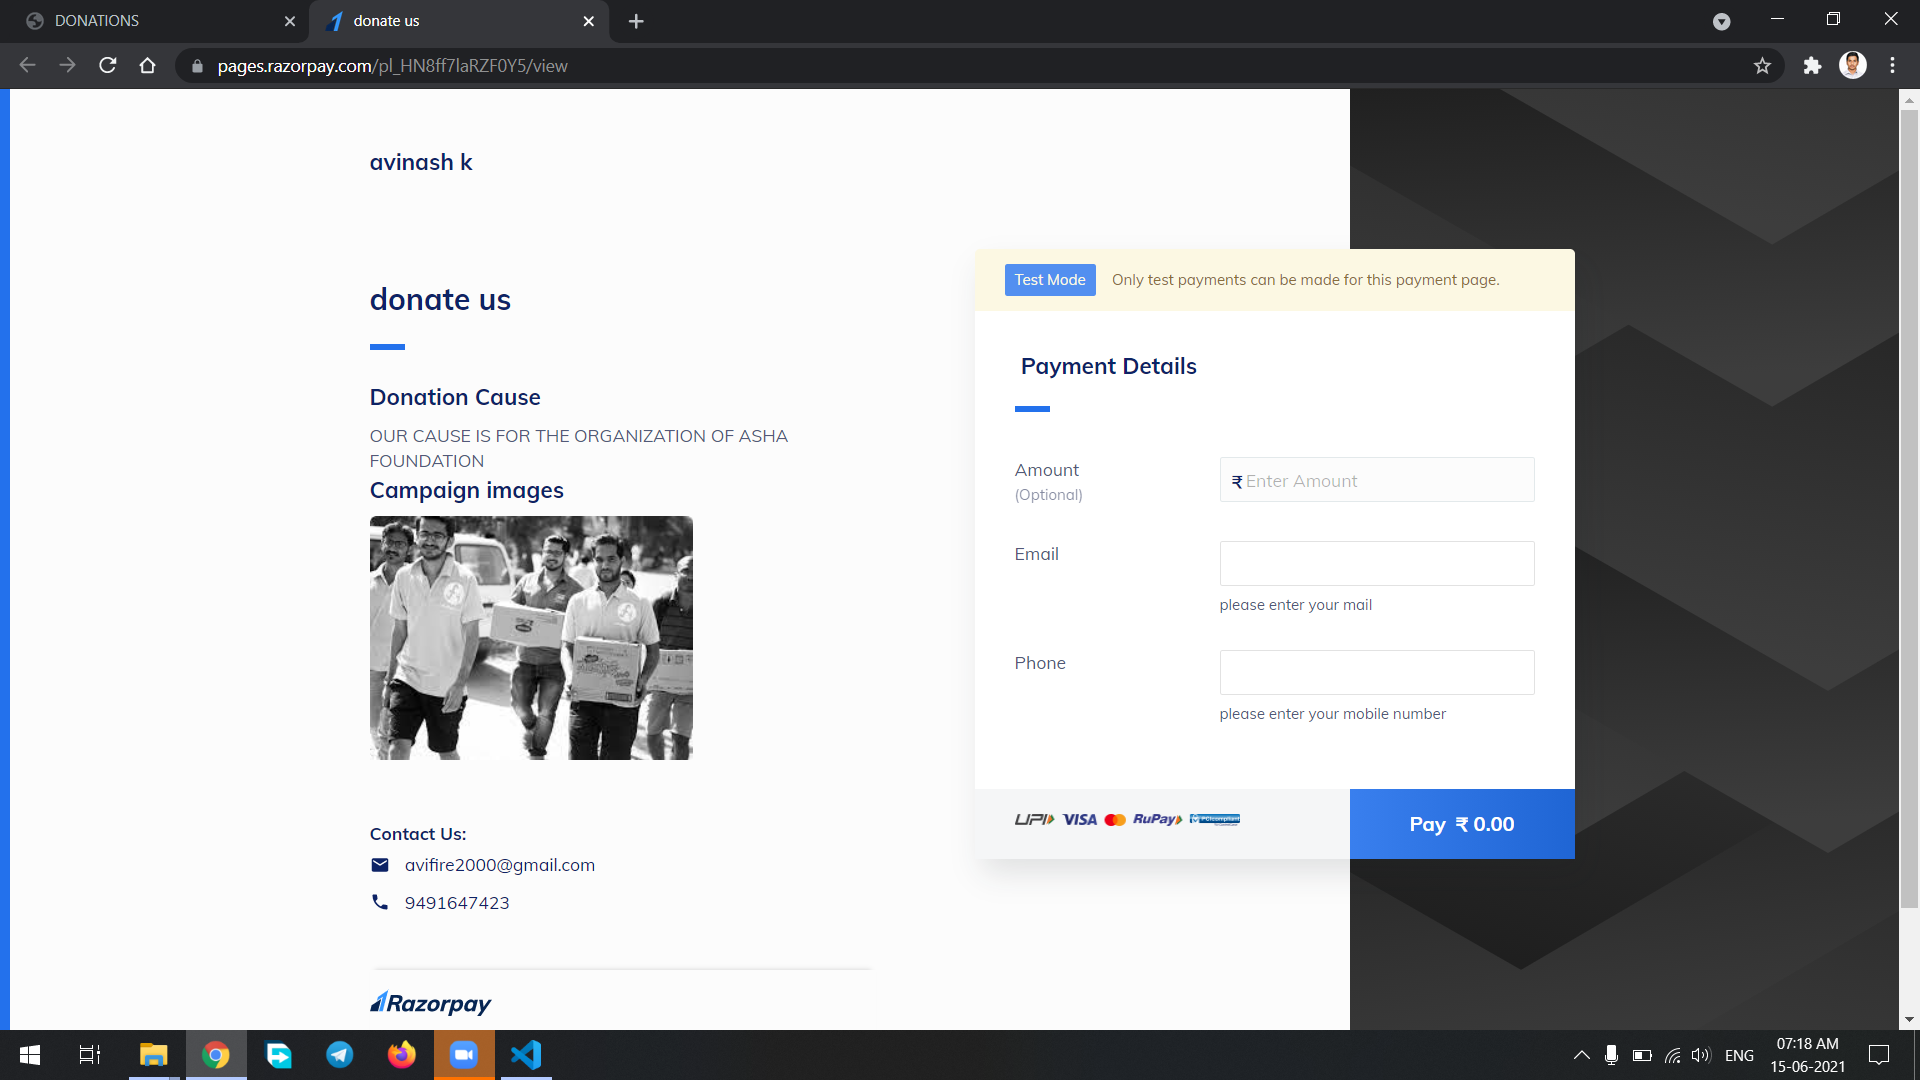 DONATIONS
donate us
pages.razorpay.com/pl_HN8ff7laRZF0Y5/view
avinash k
donate us
Donation Cause
OUR CAUSE IS FOR THE ORGANIZATION OF ASHA
FOUNDATION
Campaign images
Contact Us:
avifire2000@gmail.com
9491647423
Razorpay
Test Mode
Only test payments can be made for this payment page.
Payment Details
Amount
(Optional)
₹ Enter Amount
Email
please enter your mail
Phone
please enter your mobile number
UPI VISA RuPay
Pay ₹ 0.00
ENG
07:18 AM
15-06-2021